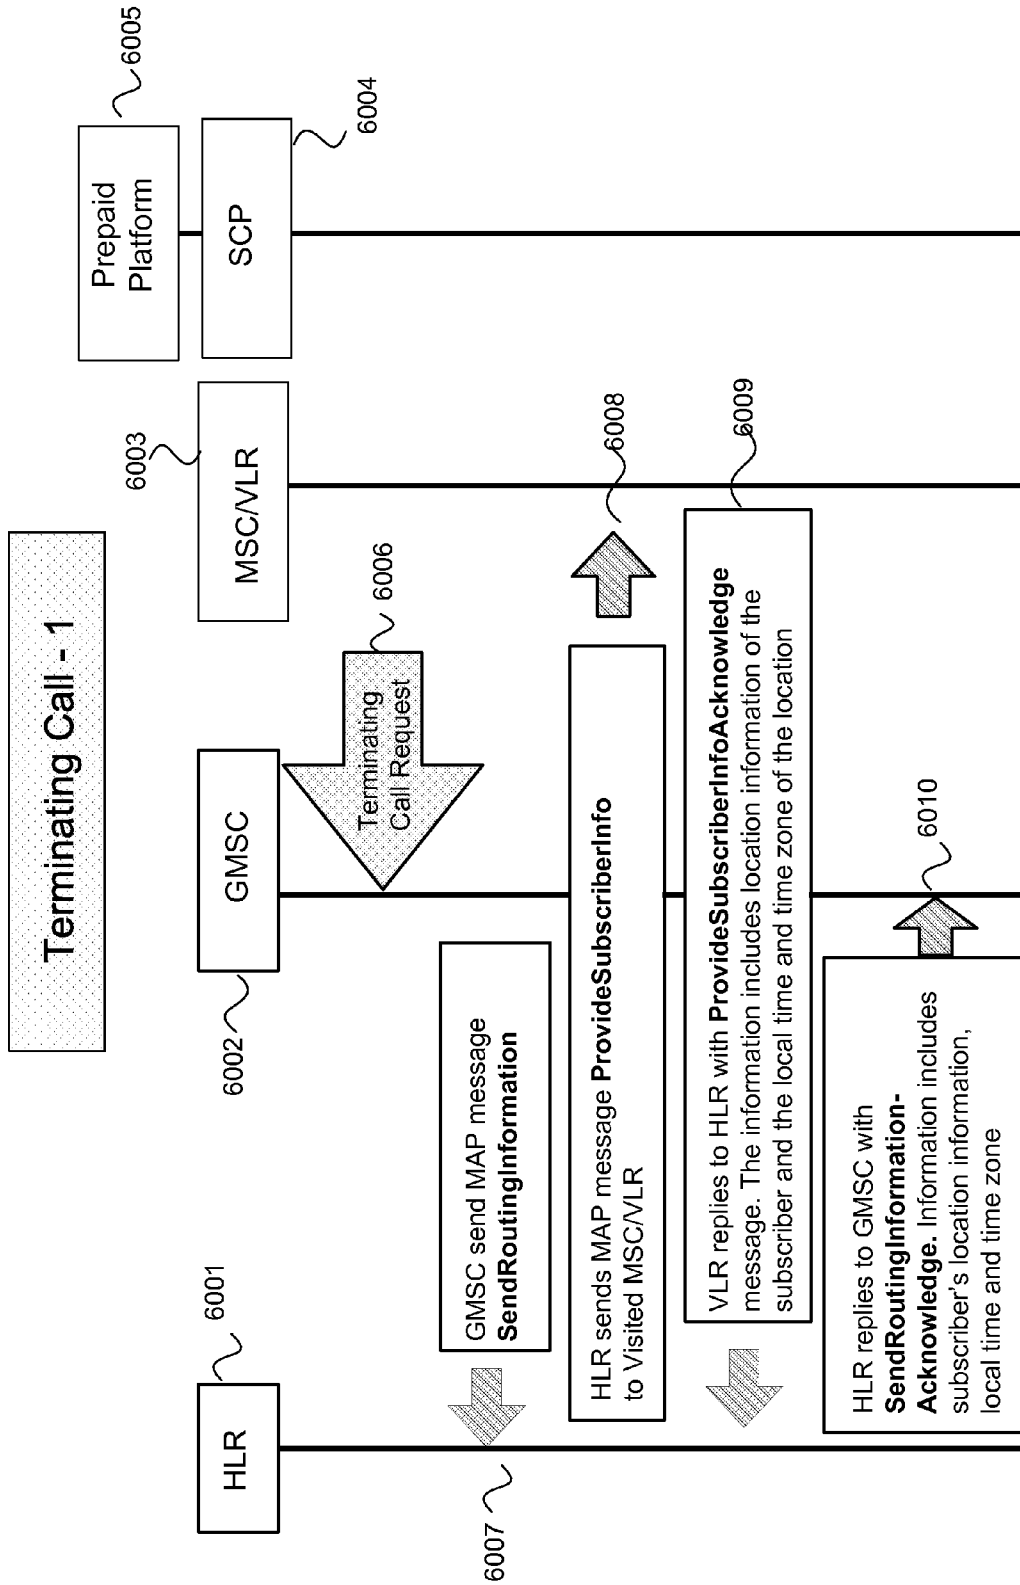 Terminating Call - 1
Prepaid
Platform
6005
HLR
6001
GMSC
6002
MSC/VLR
6003
SCP
6004
Terminating
Call Request
6006
GMSC send MAP message
SendRoutingInformation
6007
HLR sends MAP message ProvideSubscriberInfo
to Visited MSC/VLR
6008
VLR replies to HLR with ProvideSubscriberInfoAcknowledge
message. The information includes location information of the
subscriber and the local time and time zone of the location
6009
HLR replies to GMSC with
SendRoutingInformation-
Acknowledge. Information includes
subscriber's location information,
local time and time zone
6010